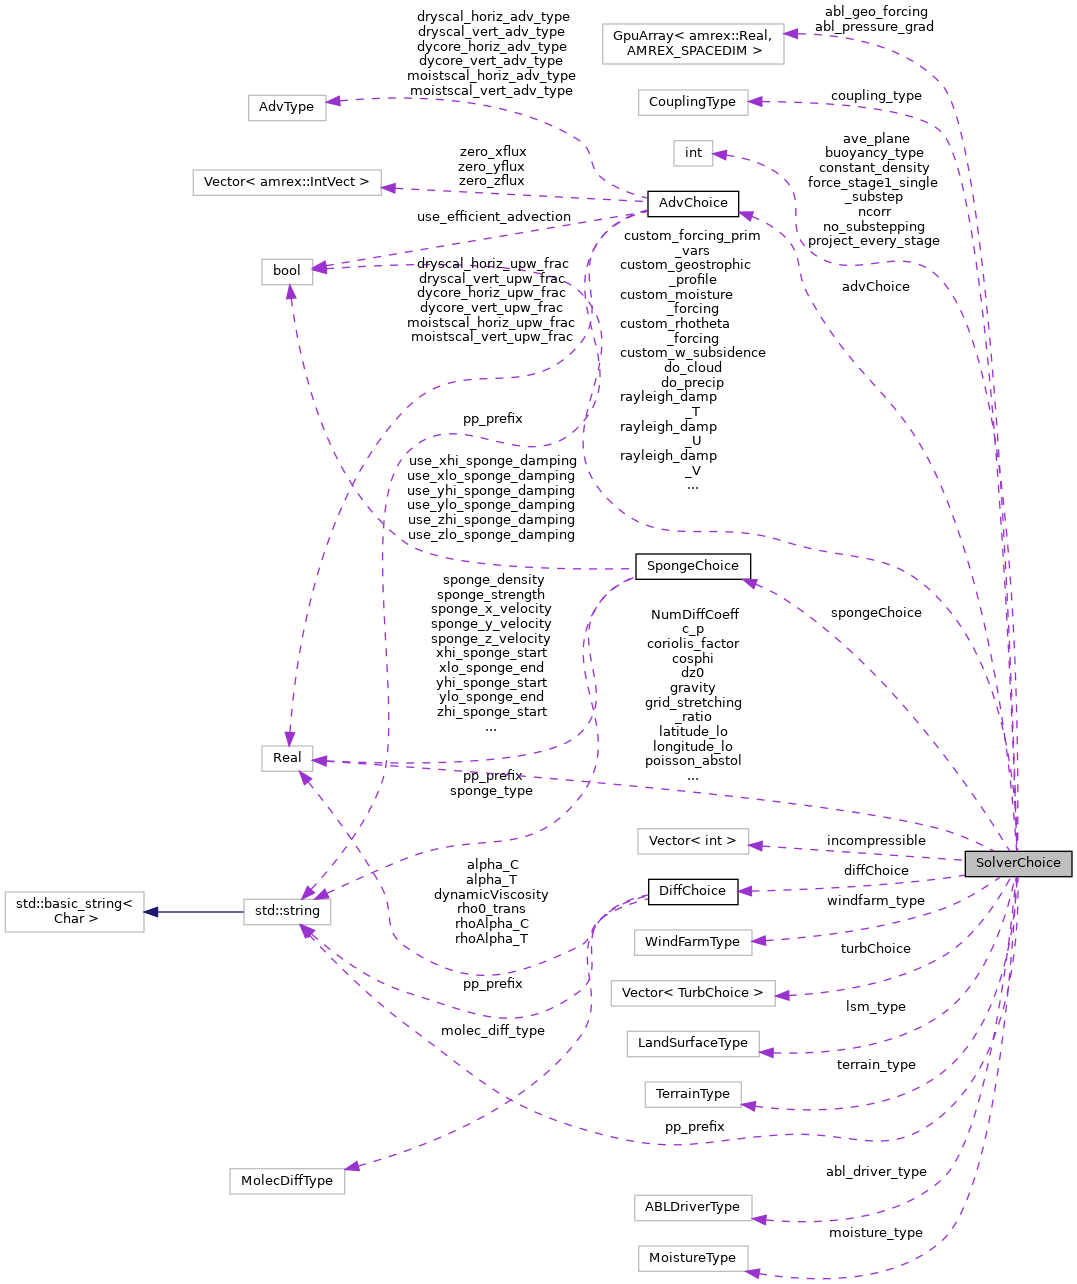 dryscal_horiz_adv_type
dryscal_vert_adv_type
dycore_horiz_adv_type
dycore_vert_adv_type
moistscal_horiz_adv_type
moistscal_vert_adv_type
GpuArray< amrex::Real,
AMREX_SPACEDIM >
abl_geo_forcing
abl_pressure_grad
AdvType
CouplingType
coupling_type
int
ave_plane
buoyancy_type
constant_density
force_stage1_single
_substep
ncorr
no_substepping
project_every_stage
Vector< amrex::IntVect >
zero_xflux
zero_yflux
zero_zflux
AdvChoice
use_efficient_advection
bool
dryscal_horiz_upw_frac
dryscal_vert_upw_frac
dycore_horiz_upw_frac
dycore_vert_upw_frac
moistscal_horiz_upw_frac
moistscal_vert_upw_frac
custom_forcing_prim
_vars
custom_geostrophic
_profile
custom_moisture
_forcing
custom_rhotheta
_forcing
custom_w_subsidence
do_cloud
do_precip
rayleigh_damp
_T
rayleigh_damp
_U
rayleigh_damp
_V
...
advChoice
pp_prefix
use_xhi_sponge_damping
use_xlo_sponge_damping
use_yhi_sponge_damping
use_ylo_sponge_damping
use_zhi_sponge_damping
use_zlo_sponge_damping
SpongeChoice
spongeChoice
sponge_density
sponge_strength
sponge_x_velocity
sponge_y_velocity
sponge_z_velocity
xhi_sponge_start
xlo_sponge_end
yhi_sponge_start
ylo_sponge_end
zhi_sponge_start
...
NumDiffCoeff
c_p
coriolis_factor
cosphi
dz0
gravity
grid_stretching
_ratio
latitude_lo
longitude_lo
poisson_abstol
...
Real
pp_prefix
sponge_type
Vector< int >
incompressible
SolverChoice
diffChoice
DiffChoice
alpha_C
alpha_T
dynamicViscosity
rho0_trans
rhoAlpha_C
rhoAlpha_T
std::basic_string<
Char >
std::string
windfarm_type
WindFarmType
turbChoice
pp_prefix
Vector< TurbChoice >
lsm_type
molec_diff_type
LandSurfaceType
terrain_type
TerrainType
pp_prefix
MolecDiffType
abl_driver_type
ABLDriverType
moisture_type
MoistureType